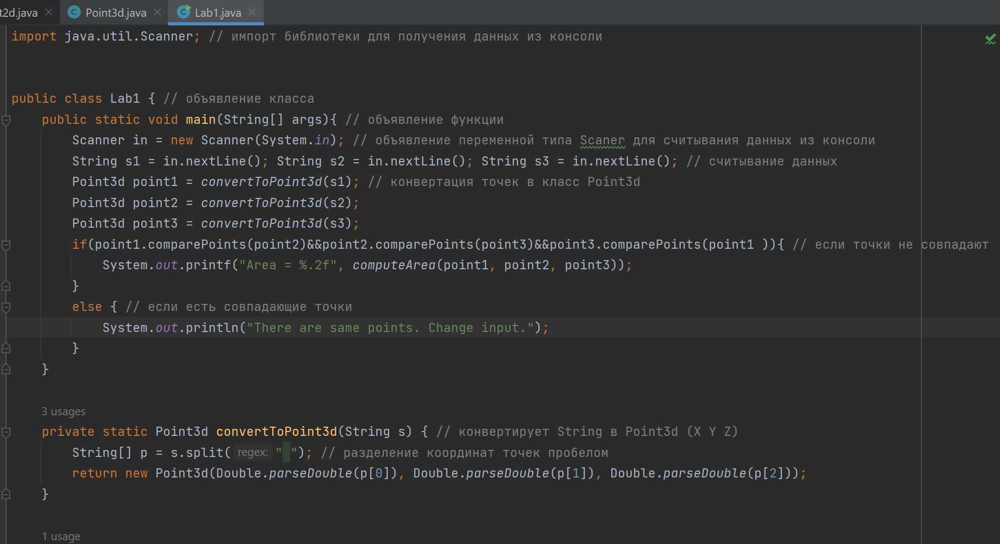 t2d.java Point3d.java Lab1.java
import java.util.Scanner; // импорт библиотеки для получения данных из консоли
public class Lab1 { // объявление класса
public static void main(String[] args){ // объявление функции
Scanner in = new Scanner(System.in); // объявление переменной типа Scaner для считывания данных из консоли
String s1 = in.nextLine(); String s2 = in.nextLine(); String s3 = in.nextLine(); // считывание данных
Point3d point1 = convertToPoint3d(s1); // конвертация точек в класс Point3d
Point3d point2 = convertToPoint3d(s2);
Point3d point3 = convertToPoint3d(s3);
if(point1.comparePoints(point2)&&point2.comparePoints(point3)&&point3.comparePoints(point1 )){ // если точки не совпадают
System.out.printf("Area = %.2f", computeArea(point1, point2, point3));
}
else { // если есть совпадающие точки
System.out.println("There are same points. Change input.");
}
}
3 usages
private static Point3d convertToPoint3d(String s) { // конвертирует String в Point3d (X Y Z)
String[] p = s.split( regex: " "); // разделение координат точек пробелом
return new Point3d(Double.parseDouble(p[0]), Double.parseDouble(p[1]), Double.parseDouble(p[2]));
}
1 usage